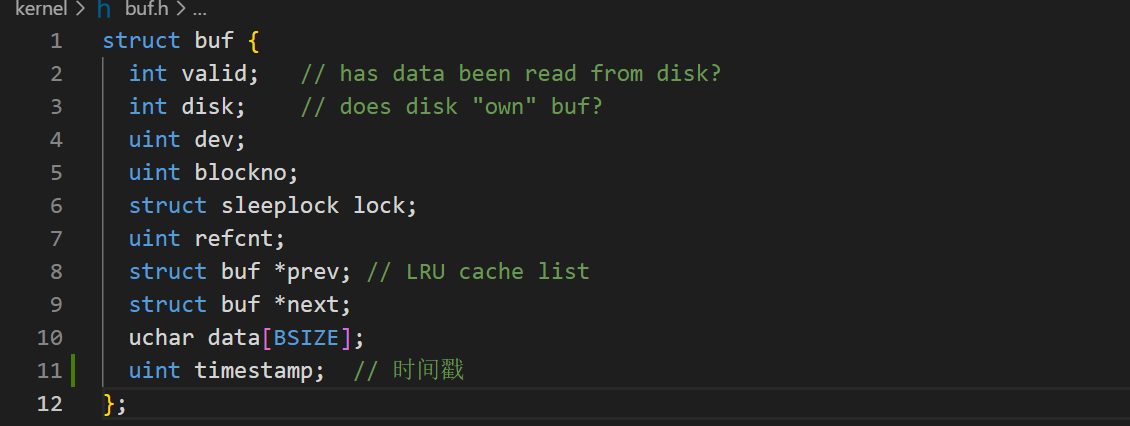 kernel > h buf.h > ...
1 struct buf {
2 int valid; // has data been read from disk?
3 int disk; // does disk "own" buf?
4 uint dev;
5 uint blockno;
6 struct sleeplock lock;
7 uint refcnt;
8 struct buf *prev; // LRU cache list
9 struct buf *next;
10 uchar data[BSIZE];
11 uint timestamp; // 时间戳
12 };